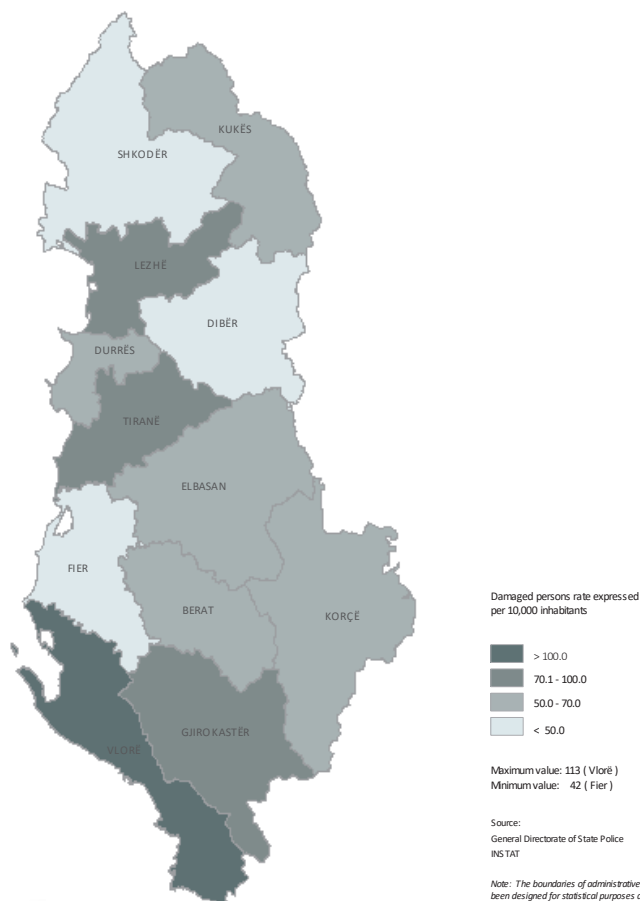 KUKËS
SHKODËR
LEZHË
DIBËR
DURRËS
TIRANË
ELBASAN
FIER
BERAT
KORÇË
GJIROKASTËR
VLORË
Damaged persons rate expressed
per 10,000 inhabitants
> 100.0
70.1 - 100.0
50.0 - 70.0
< 50.0
Maximum value: 113 ( Vlorë )
Minimum value: 42 ( Fier )
Source:
General Directorate of State Police
INSTAT
Note: The boundaries of administrative
been designed for statistical purposes